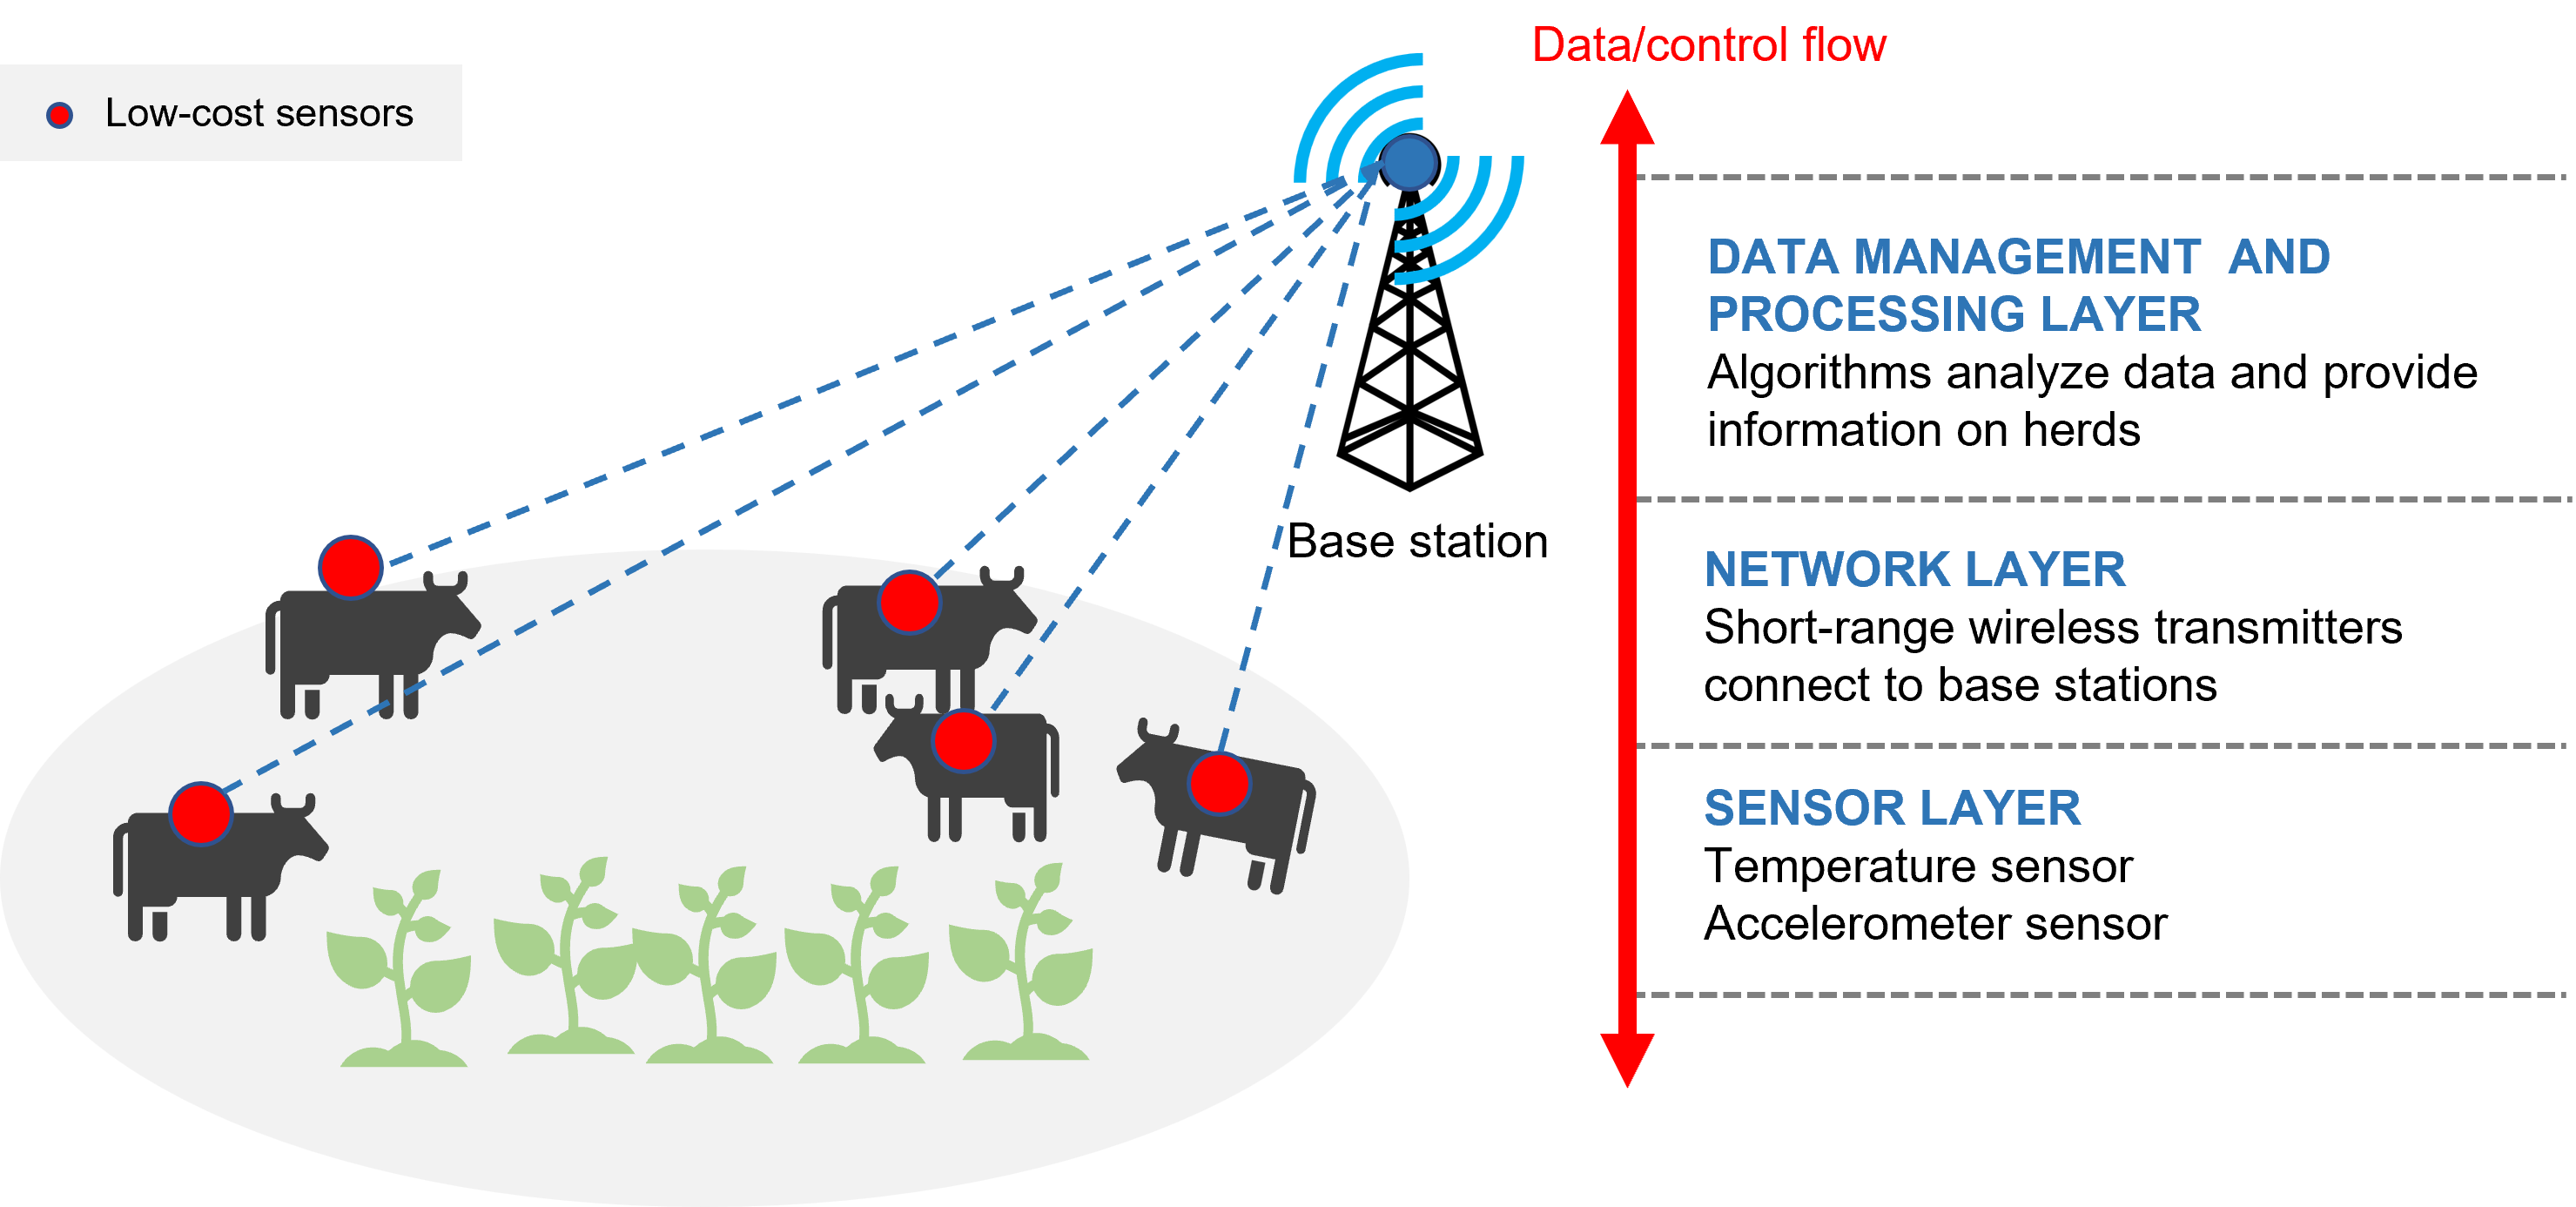 Data/control flow
Low-cost sensors
DATA MANAGEMENT AND
PROCESSING LAYER
Algorithms analyze data and provide
information on herds
Base station
NETWORK LAYER
Short-range wireless transmitters
connect to base stations
SENSOR LAYER
Temperature sensor
Accelerometer sensor